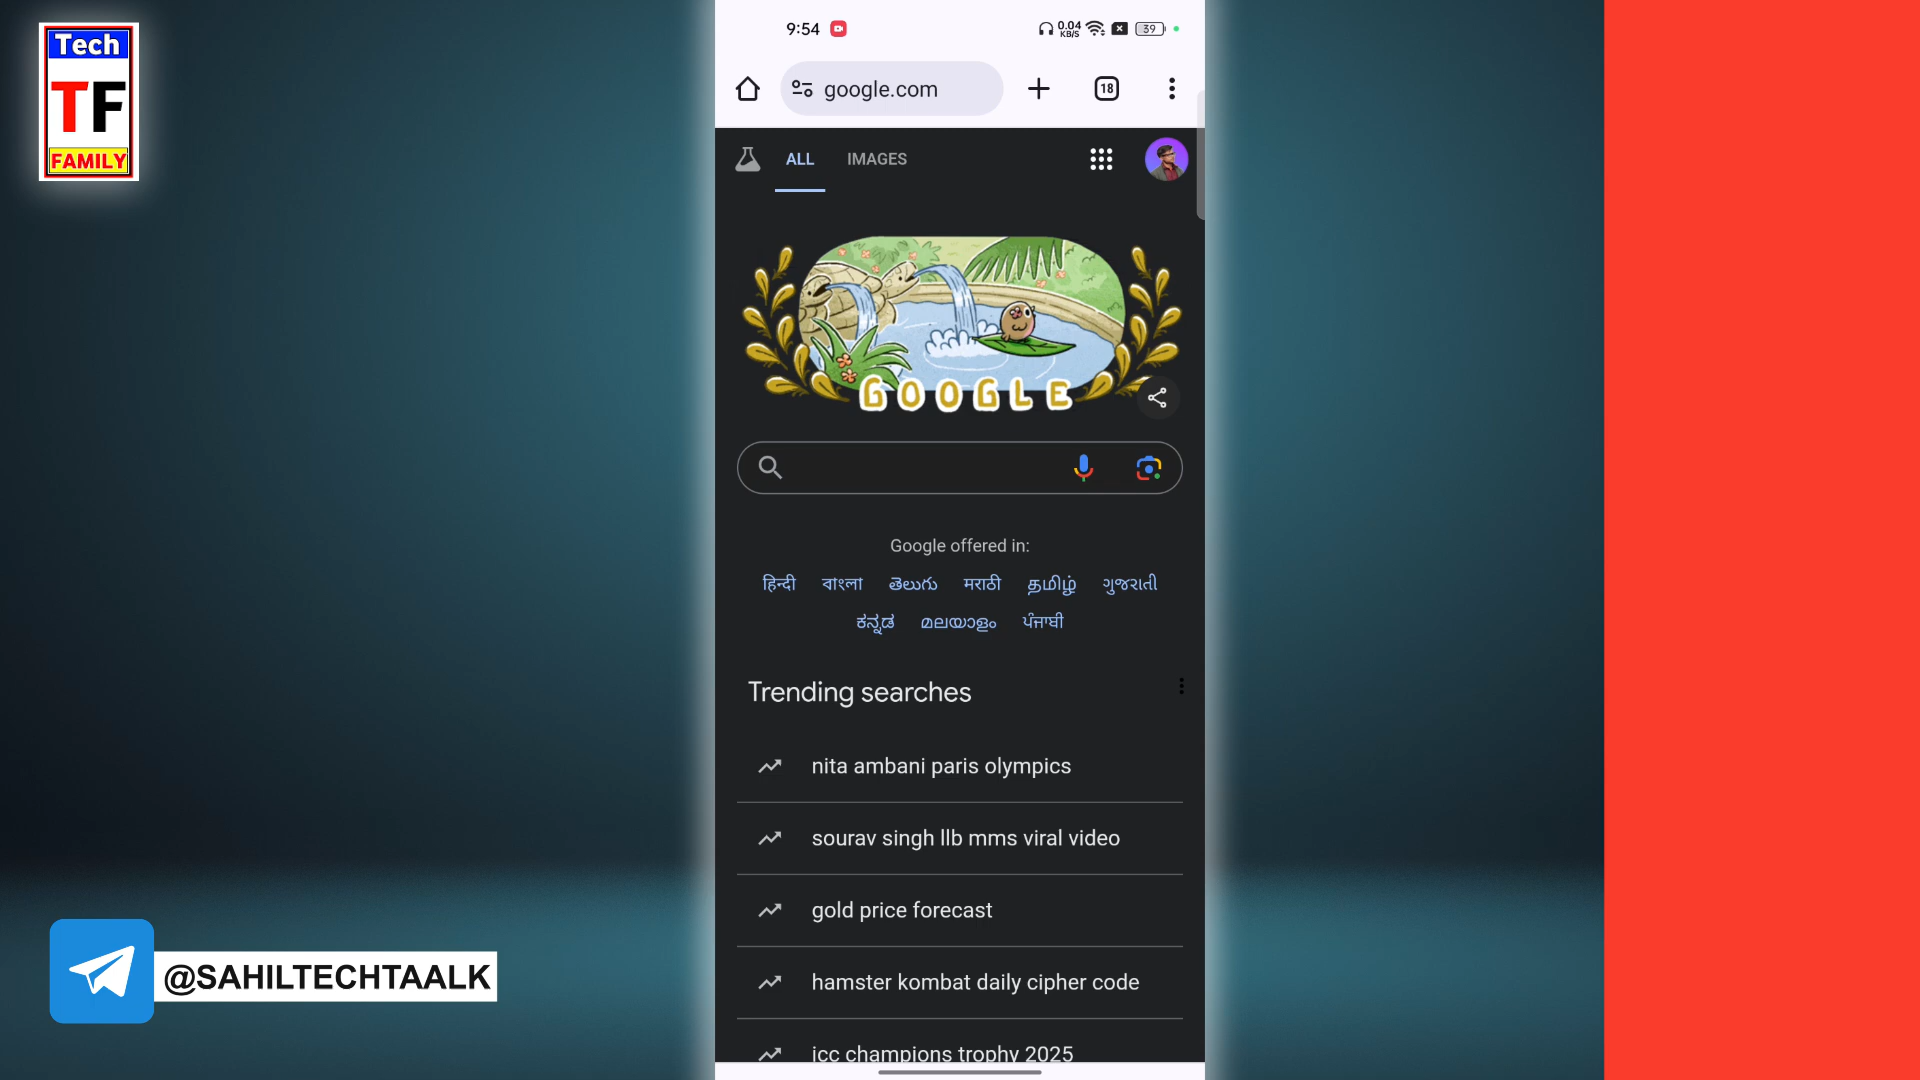 Tech
TF
FAMILY
9:54
0.04
KB/S
39
google.com
18
ALL IMAGES
GOOGLE
Google offered in:
हिन्दी বাংলা తెలుగు मराठी தமிழ் ગુજરાતી
ಕನ್ನಡ മലയാളം ਪੰਜਾਬੀ
Trending searches
nita ambani paris olympics
sourav singh llb mms viral video
gold price forecast
hamster kombat daily cipher code
icc champions trophy 2025
@SAHILTECHTAALK